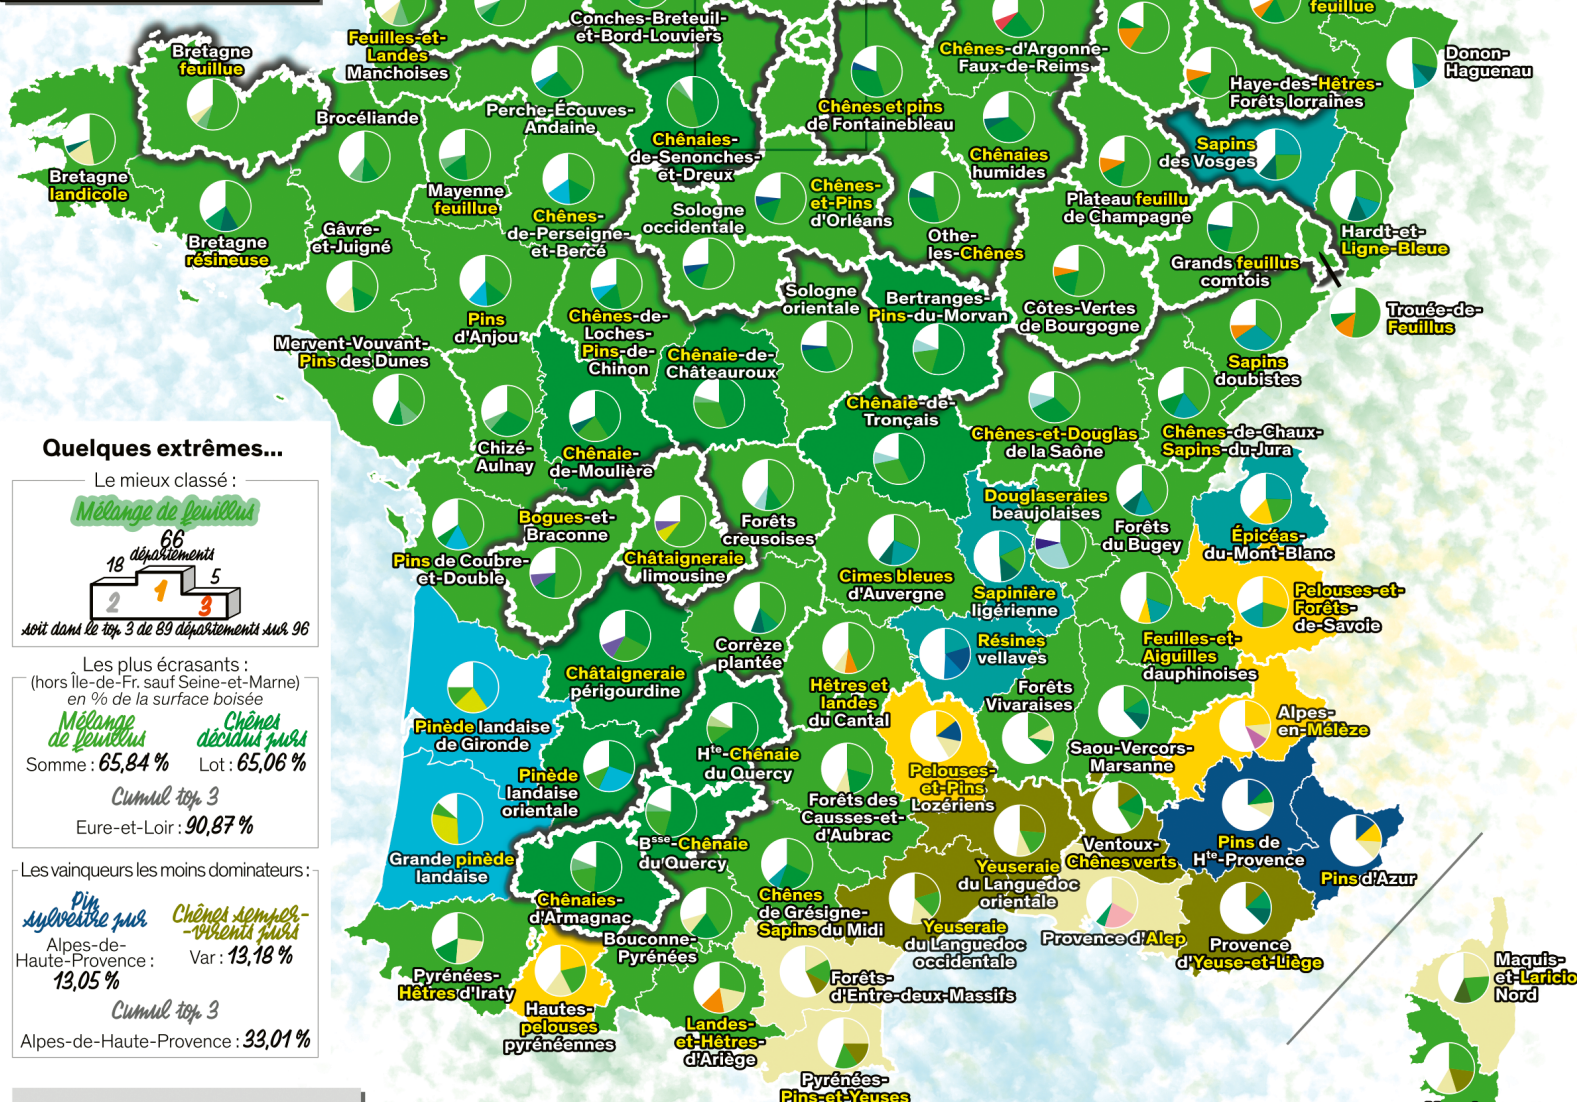 feuillue
Conches-Breteuil-
et-Bord-Louviers
Feuilles-et-
Landes
Manchoises
Chênes-d'Argonne-
Faux-de-Reims
Bretagne
feuillue
Donon-
Haguenau
Haye-des-Hêtres-
Forêts lorraines
Perche-Écouves-
Andaine
Brocéliande
Chênes et pins
de Fontainebleau
Chênaies-
de-Senonches-
et-Dreux
Chênaies
humides
Sapins
des Vosges
Bretagne
landicole
Mayenne
feuillue
Chênes-
et-Pins
d'Orléans
Plateau feuillu
de Champagne
Chênes-
de-Perseigne-
et-Bercé
Sologne
occidentale
Bretagne
résineuse
Gâvre-
et-Juigné
Othe-
les-Chênes
Hardt-et-
Ligne-Bleue
Grands feuillus
comtois
Sologne
orientale
Bertranges-
Pins-du-Morvan
Côtes-Vertes
de Bourgogne
Trouée-de-
Feuillus
Pins
d'Anjou
Chênes-de-
Loches-
Pins-de-
Chinon
Mervent-Vouvant-
Pins des Dunes
Chênaie-de-
Châteauroux
Sapins
doubistes
Chênaie-de-
Tronçais
Chênes-et-Douglas
de la Saône
Chênes-de-Chaux-
Sapins-du-Jura
Chizé-
Aulnay
Chênaie-
de-Moulière
Quelques extrêmes...
Le mieux classé :
Mélange de feuillus
66
départements
18
5
2
1
3
soit dans le top 3 de 89 départements sur 96
Douglaseraies
beaujolaises
Bogues-et-
Braconne
Forêts
creusoises
Forêts
du Bugey
Épicéas-
du-Mont-Blanc
Pins de Coubre-
et-Double
Châtaigneraie
limousine
Cimes bleues
d'Auvergne
Sapinière
ligérienne
Pelouses-et-
Forêts-
de-Savoie
Corrèze
plantée
Résines
vellaves
Feuilles-et-
Aiguilles
dauphinoises
Châtaigneraie
périgourdine
Hêtres et
landes
du Cantal
Forêts
Vivaraises
Les plus écrasants :
(hors Île-de-Fr. sauf Seine-et-Marne)
en % de la surface boisée
Mélange
de feuillus
Somme : 65,84 %
Chênes
décidus purs
Lot : 65,06 %
Cumul top 3
Eure-et-Loir : 90,87 %
Pinède landaise
de Gironde
Alpes-
en-Mélèze
Hte-Chênaie
du Quercy
Saou-Vercors-
Marsanne
Pinède
landaise
orientale
Pelouses-
et-Pins
Lozériens
Forêts des
Causses-et-
d'Aubrac
Bsse-Chênaie
du Quercy
Ventoux-
Chênes verts
Pins de
Hte-Provence
Grande pinède
landaise
Yeuseraie
du Languedoc
orientale
Pins d'Azur
Les vainqueurs les moins dominateurs :
Pin
sylvestre pur
Alpes-de-
Haute-Provence :
13,05 %
Chênes semper-
-virents purs
Var : 13,18 %
Cumul top 3
Alpes-de-Haute-Provence : 33,01 %
Chênaies-
d'Armagnac
Chênes
de Grésigne-
Sapins du Midi
Yeuseraie
du Languedoc
occidentale
Provence d'Alep
Provence
d'Yeuse-et-Liège
Bouconne-
Pyrénées
Pyrénées-
Hêtres d'Iraty
Forêts-
d'Entre-deux-Massifs
Maquis-
et-Laricio
Nord
Hautes-
pelouses
pyrénéennes
Landes-
et-Hêtres-
d'Ariège
Pyrénées-
Pins-et-Yeuses